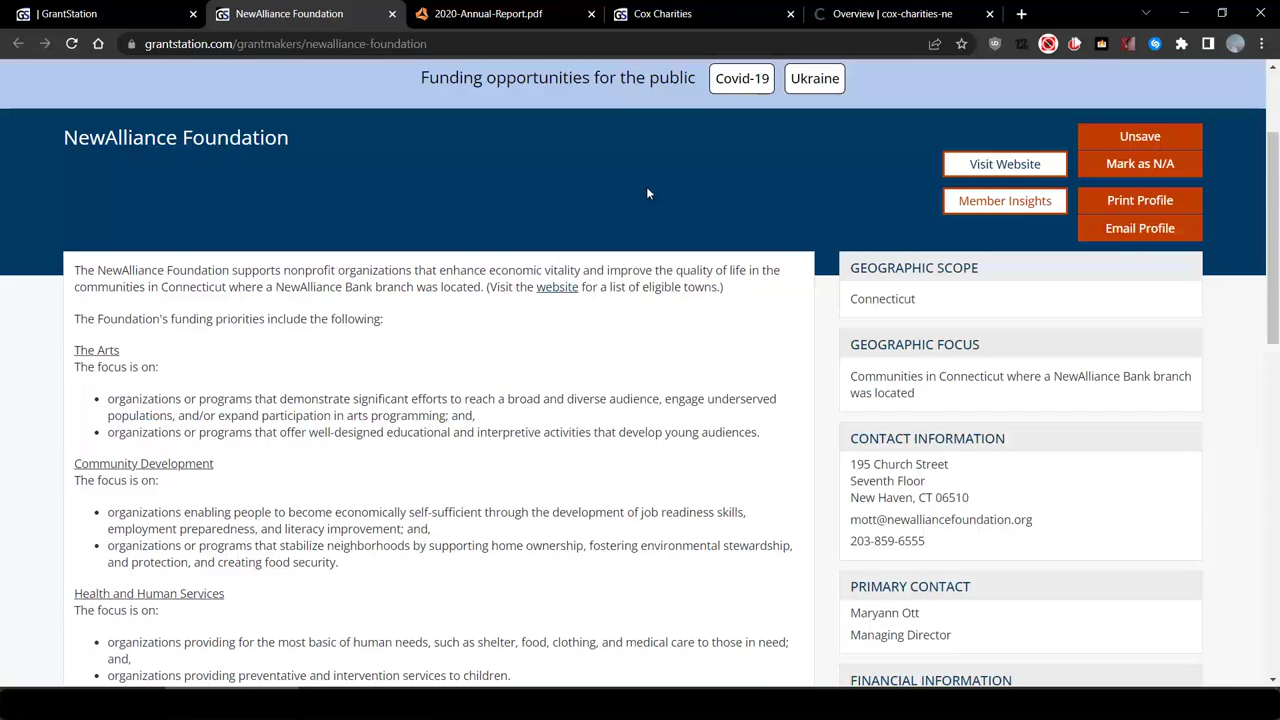 | GrantStation
NewAlliance Foundation
2020-Annual-Report.pdf
Cox Charities
Overview | cox-charities-ne
grantstation.com/grantmakers/newalliance-foundation
Funding opportunities for the public
Covid-19
Ukraine
NewAlliance Foundation
Unsave
Visit Website
Mark as N/A
Member Insights
Print Profile
Email Profile
The NewAlliance Foundation supports nonprofit organizations that enhance economic vitality and improve the quality of life in the
communities in Connecticut where a NewAlliance Bank branch was located. (Visit the website for a list of eligible towns.)
The Foundation's funding priorities include the following:
The Arts
The focus is on:
• organizations or programs that demonstrate significant efforts to reach a broad and diverse audience, engage underserved
populations, and/or expand participation in arts programming; and,
• organizations or programs that offer well-designed educational and interpretive activities that develop young audiences.
Community Development
The focus is on:
• organizations enabling people to become economically self-sufficient through the development of job readiness skills,
employment preparedness, and literacy improvement; and,
• organizations or programs that stabilize neighborhoods by supporting home ownership, fostering environmental stewardship,
and protection, and creating food security.
Health and Human Services
The focus is on:
• organizations providing for the most basic of human needs, such as shelter, food, clothing, and medical care to those in need;
and,
• organizations providing preventative and intervention services to children.
GEOGRAPHIC SCOPE
Connecticut
GEOGRAPHIC FOCUS
Communities in Connecticut where a NewAlliance Bank branch
was located
CONTACT INFORMATION
195 Church Street
Seventh Floor
New Haven, CT 06510
mott@newalliancefoundation.org
203-859-6555
PRIMARY CONTACT
Maryann Ott
Managing Director
FINANCIAL INFORMATION